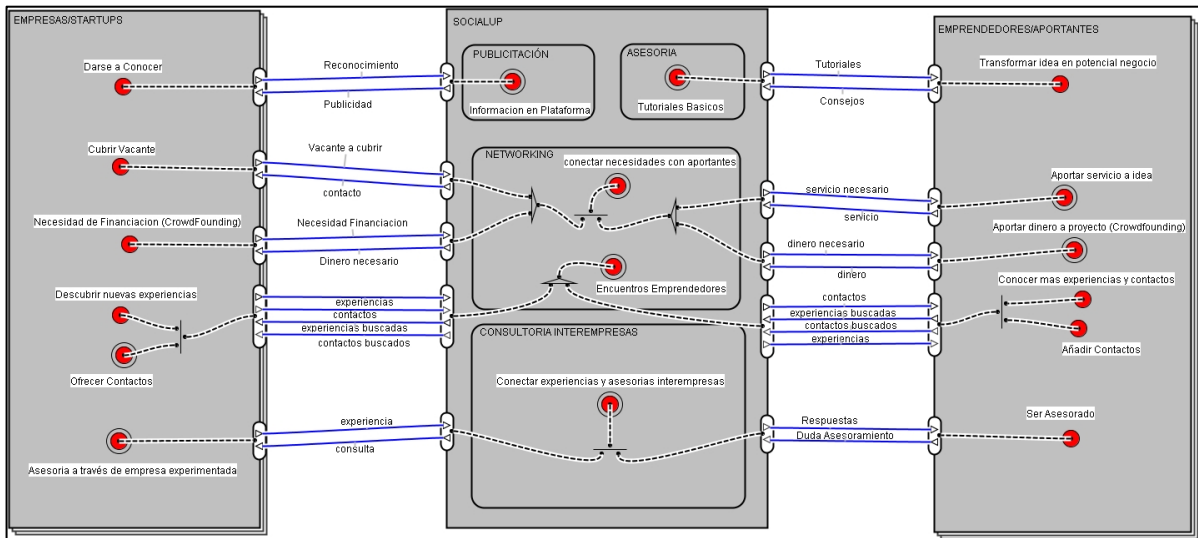 EMPRESAS/STARTUPS
Darse a Conocer
Cubrir Vacante
Necesidad de Financiacion (CrowdFounding)
Descubrir nuevas experiencias
Ofrecer Contactos
Asesoria a través de empresa experimentada
Reconocimiento
Publicidad
Vacante a cubrir
contacto
Necesidad Financiacion
Dinero necesario
experiencias
contactos
experiencias buscadas
contactos buscados
experiencia
consulta
SOCIALUP
PUBLICITACIÓN
Informacion en Plataforma
ASESORIA
Tutoriales Basicos
NETWORKING
conectar necesidades con aportantes
Encuentros Emprendedores
CONSULTORIA INTEREMPRESAS
Conectar experiencias y asesorias interempresas
Tutoriales
Consejos
servicio necesario
servicio
dinero necesario
dinero
contactos
experiencias buscadas
contactos buscados
experiencias
Respuestas
Duda Asesoramiento
EMPRENDEDORES/APORTANTES
Transformar idea en potencial negocio
Aportar servicio a idea
Aportar dinero a proyecto (Crowdfounding)
Conocer mas experiencias y contactos
Añadir Contactos
Ser Asesorado